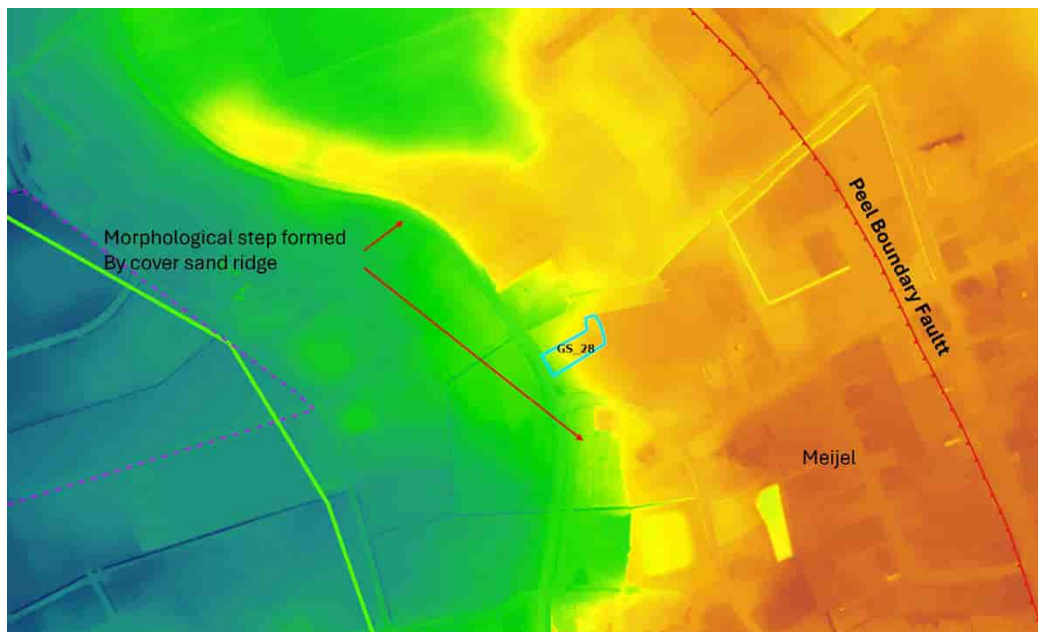 Morphological step formed
By cover sand ridge
GS_28
Peel Boundary Faultt
Meijel